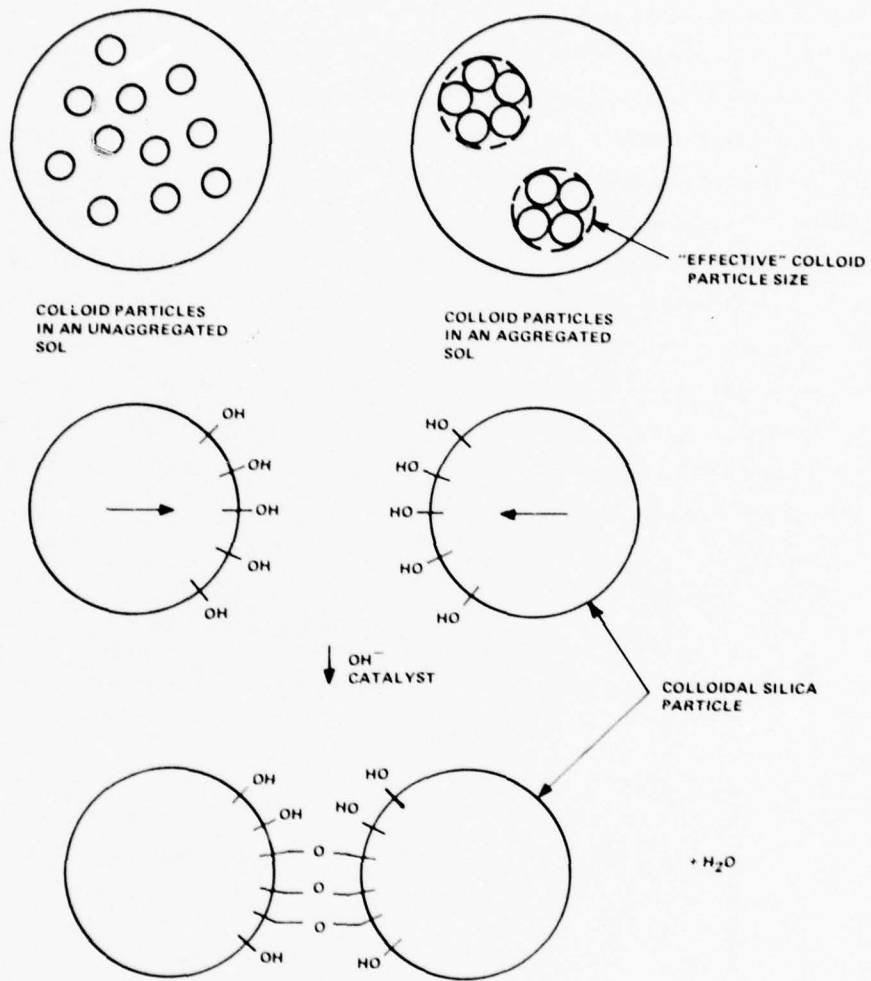 "EFFECTIVE" COLLOID
PARTICLE SIZE
COLLOID PARTICLES
IN AN UNAGGREGATED
SOL
COLLOID PARTICLES
IN AN AGGREGATED
SOL
OH
OH
OH
OH
OH
HO
HO
HO
HO
HO
OH⁻
CATALYST
COLLOIDAL SILICA
PARTICLE
OH
OH
OH
HO
HO
HO
O
O
O
+ H₂O